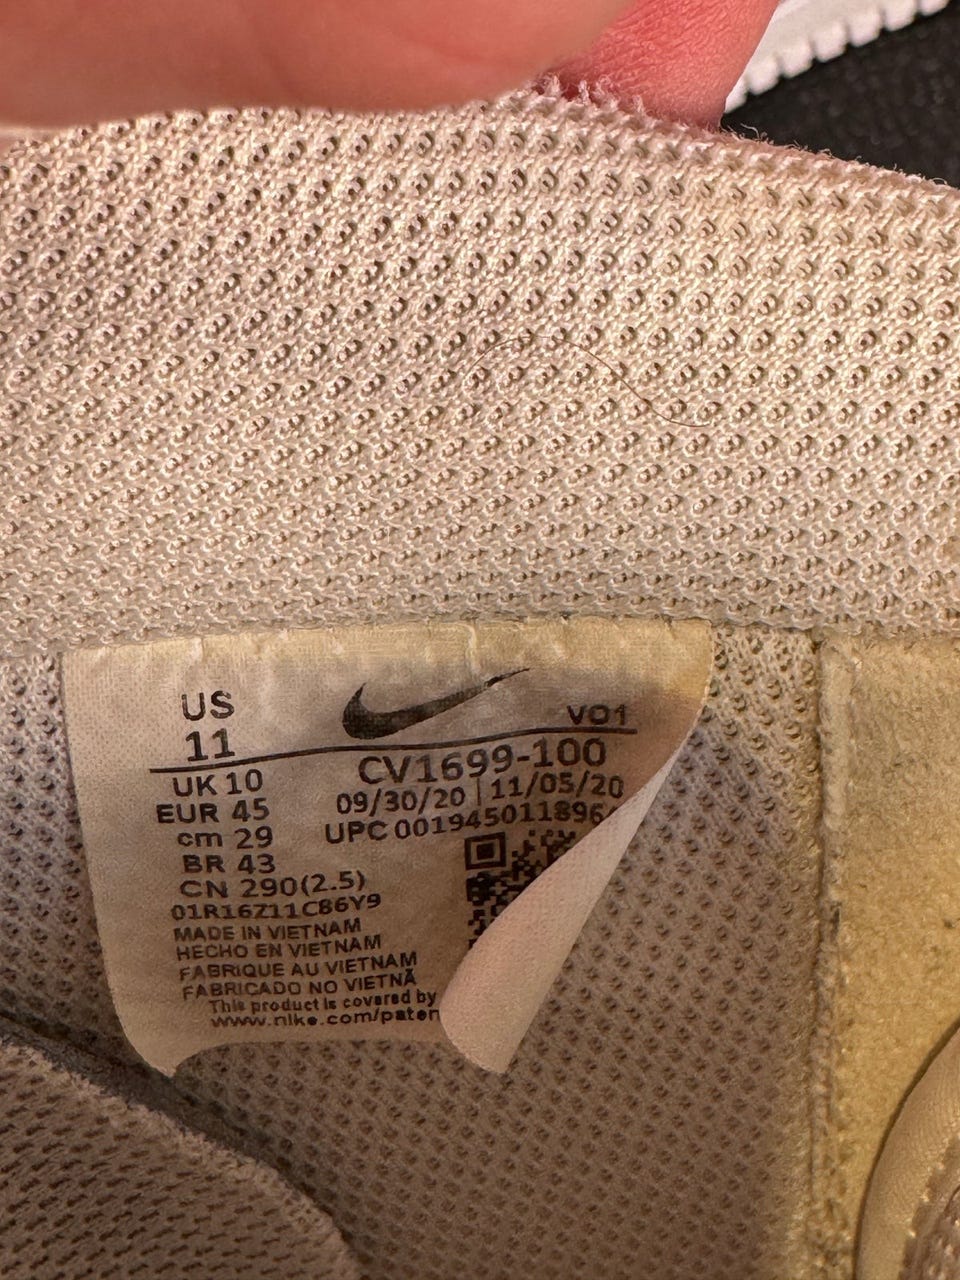 US
11
VO1
UK 10
EUR 45
cm 29
BR 43
CN 290(2.5)
CV1699-100
09/30/20 | 11/05/20
UPC 00194501189
01R16Z11C86Y9
MADE IN VIETNAM
HECHO EN VIETNAM
FABRIQUE AU VIETNAM
FABRICADO NO VIETNÃ
This product is covered by
www.nike.com/paten